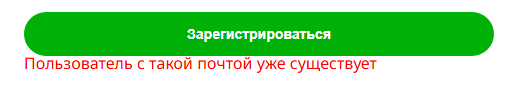 Зарегистрироваться
Пользователь с такой почтой уже существует